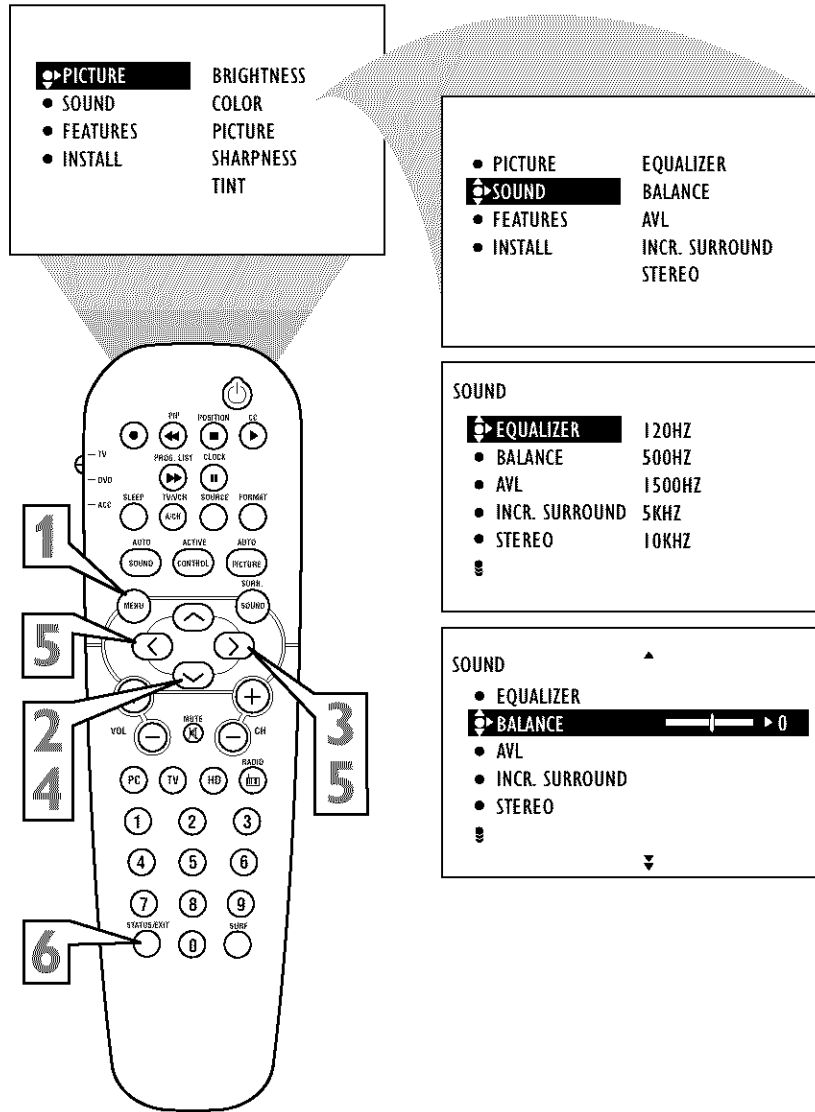 PICTURE BRIGHTNESS
SOUND COLOR
FEATURES PICTURE
INSTALL SHARPNESS
TINT
PICTURE EQUALIZER
SOUND BALANCE
FEATURES AVL
INSTALL INCR. SURROUND
STEREO
SOUND
EQUALIZER 120HZ
BALANCE 500HZ
AVL 1500HZ
INCR. SURROUND 5KHZ
STEREO 10KHZ
SOUND
BALANCE 0
EQUALIZER
AVL
INCR. SURROUND
STEREO
PIP POSITION CC
TV
PROG. LIST CLOCK
DVD
ACC
SLEEP TV/VCR SOURCE FORMAT
A/CH
AUTO ACTIVE AUTO
SOUND CONTROL PICTURE
SURR.
MENU SOUND
1
5
2
4
3
5
+
VOL − MUTE − CH
RADIO
PC TV HD
1 2 3
4 5 6
7 8 9
STATUS/EXIT SURF
0
6